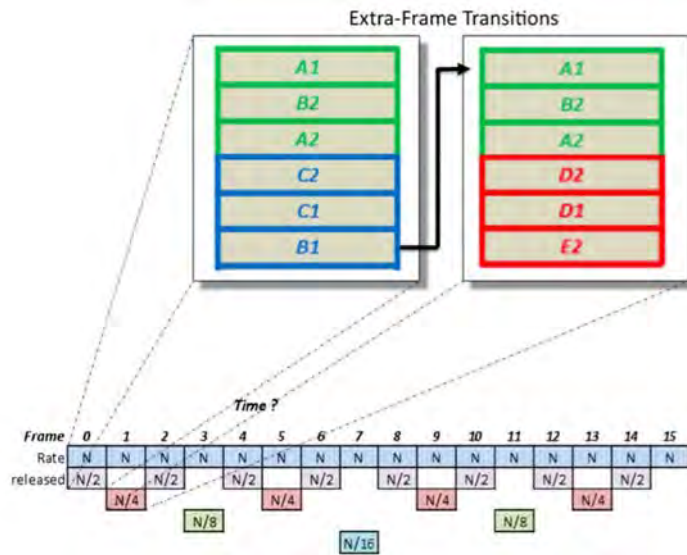 Extra-Frame Transitions
A1 A1
B2 B2
A2 A2
C2 D2
C1 D1
B1 E2
Time ?
Frame 0 1 2 3 4 5 6 7 8 9 10 11 12 13 14 15
Rate N N N N N N N N N N N N N N N N
released N/2 N/2 N/2 N/2 N/2 N/2 N/2 N/2
N/4 N/4 N/4 N/4
N/8 N/8
N/16